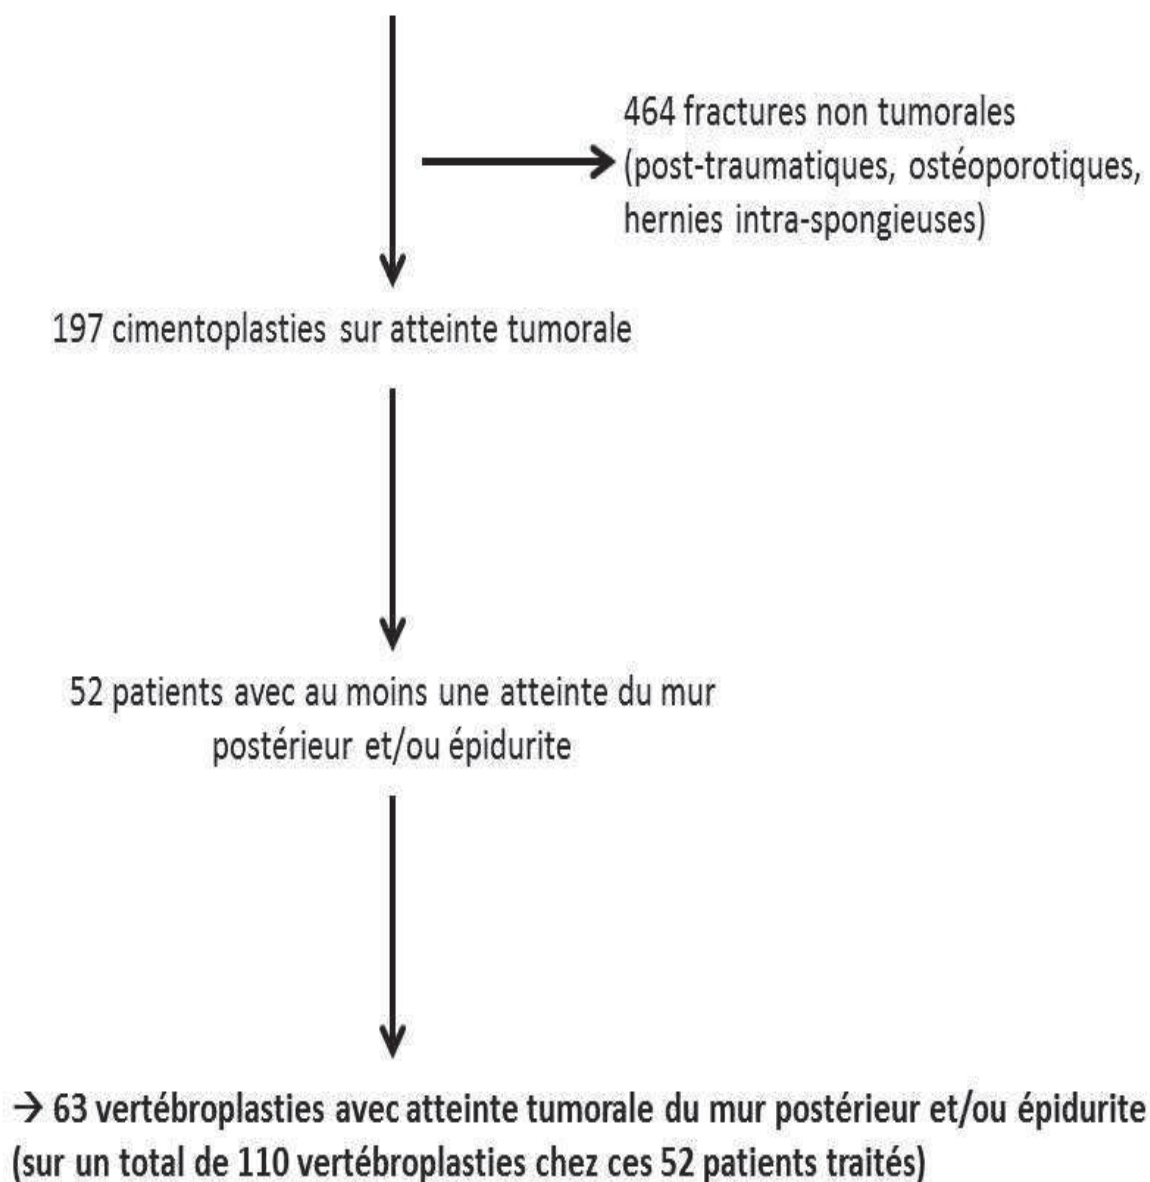 464 fractures non tumorales
(post-traumatiques, ostéoporotiques,
hernies intra-spongieuses)
197 cimentoplasties sur atteinte tumorale
52 patients avec au moins une atteinte du mur
postérieur et/ou épidurite
→ 63 vertébroplasties avec atteinte tumorale du mur postérieur et/ou épidurite
(sur un total de 110 vertébroplasties chez ces 52 patients traités)